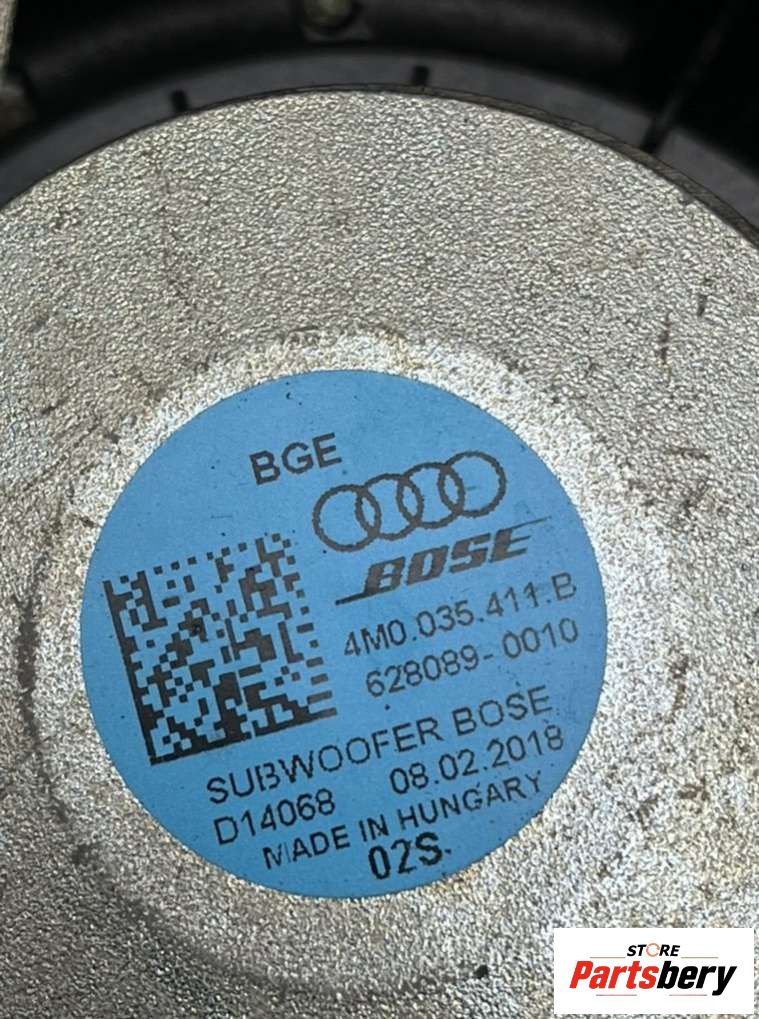 BGE
BOSE
4M0.035.411.B
628089-0010
SUBWOOFER BOSE
D14068 08.02.2018
MADE IN HUNGARY
02S.
STORE
Partsbery